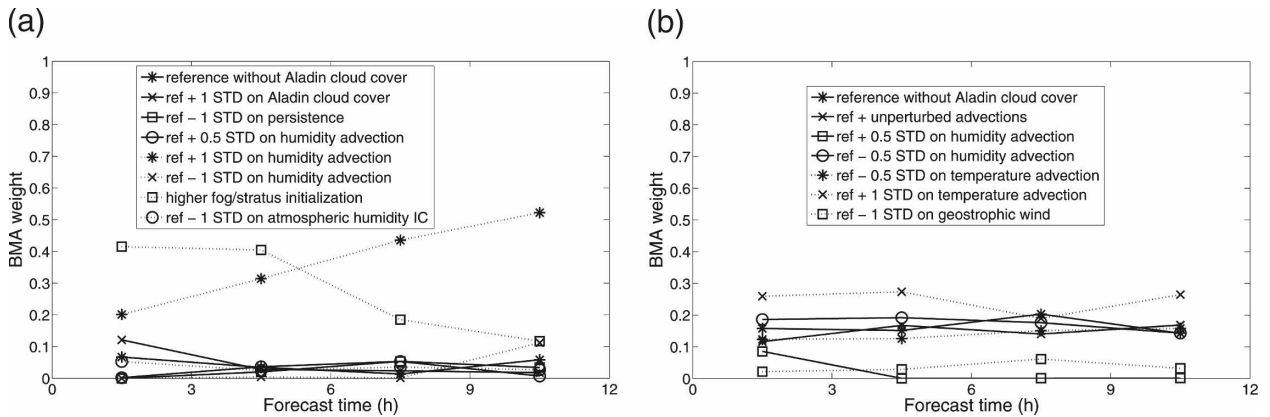 (a)
BMA weight
1
0.9
0.8
0.7
0.6
0.5
0.4
0.3
0.2
0.1
0
reference without Aladin cloud cover
ref + 1 STD on Aladin cloud cover
ref − 1 STD on persistence
ref + 0.5 STD on humidity advection
ref + 1 STD on humidity advection
ref − 1 STD on humidity advection
higher fog/stratus initialization
ref − 1 STD on atmospheric humidity IC
0 3 6 9 12
Forecast time (h)
(b)
BMA weight
1
0.9
0.8
0.7
0.6
0.5
0.4
0.3
0.2
0.1
0
reference without Aladin cloud cover
ref + unperturbed advections
ref + 0.5 STD on humidity advection
ref − 0.5 STD on humidity advection
ref − 0.5 STD on temperature advection
ref + 1 STD on temperature advection
ref − 1 STD on geostrophic wind
0 3 6 9 12
Forecast time (h)